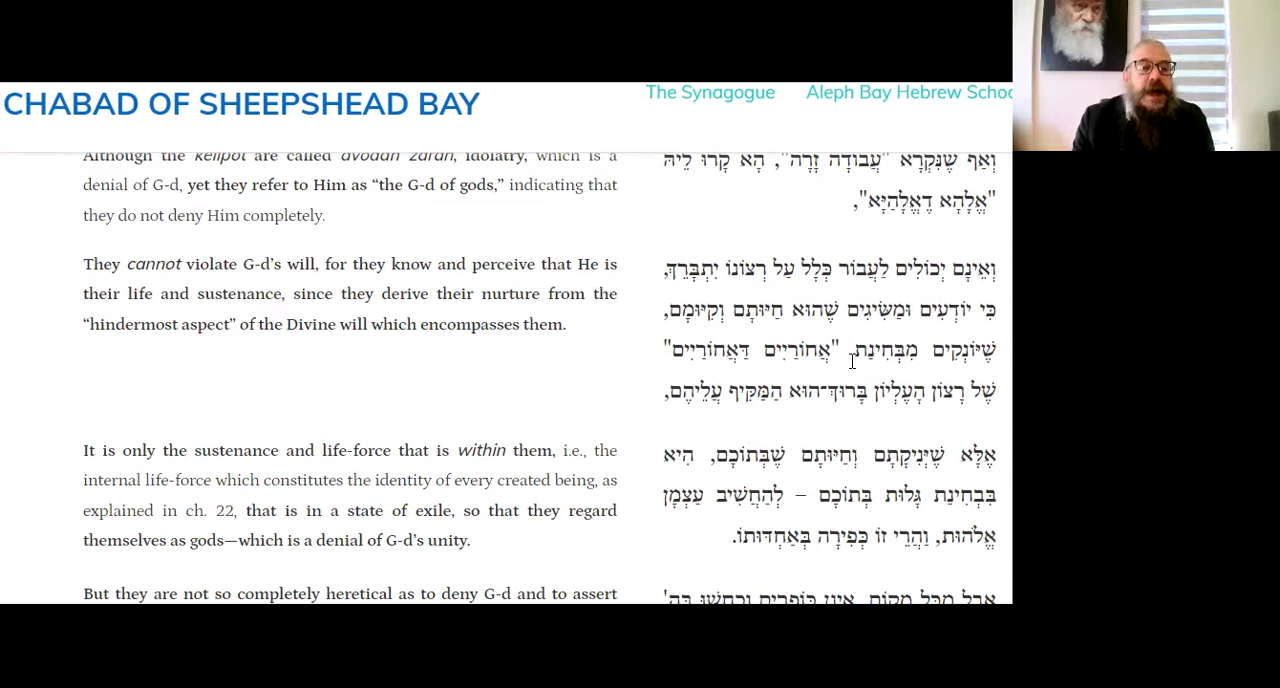 CHABAD OF SHEEPSHEAD BAY
The Synagogue Aleph Bay Hebrew Schoo
Although the kelipot are called avodah zarah, idolatry, which is a
denial of G-d, yet they refer to Him as “the G-d of gods,” indicating that
they do not deny Him completely.
They cannot violate G-d’s will, for they know and perceive that He is
their life and sustenance, since they derive their nurture from the
“hindermost aspect” of the Divine will which encompasses them.
It is only the sustenance and life-force that is within them, i.e., the
internal life-force which constitutes the identity of every created being, as
explained in ch. 22, that is in a state of exile, so that they regard
themselves as gods—which is a denial of G-d’s unity.
But they are not so completely heretical as to deny G-d and to assert
וְאַף שֶׁנִּקְרָא "עֲבוֹדָה זָרָה", הָא קָרוּ לֵיהּ
"אֱלָהָא דֶאֱלָהַיָּא",
וְאֵינָם יְכוֹלִים לַעֲבוֹר כְּלָל עַל רְצוֹנוֹ יִתְבָּרֵךְ,
כִּי יוֹדְעִים וּמַשִּׂיגִים שֶׁהוּא חַיּוּתָם וְקִיּוּמָם,
שֶׁיּוֹנְקִים מִבְּחִינַת "אֲחוֹרַיִים דַּאֲחוֹרַיִים"
שֶׁל רָצוֹן הָעֶלְיוֹן בָּרוּךְ־הוּא הַמַּקִּיף עֲלֵיהֶם,
אֶלָּא שֶׁיְּנִיקָתָם וְחַיּוּתָם שֶׁבְּתוֹכָם, הִיא
בִּבְחִינַת גָּלוּת בְּתוֹכָם – לְהַחֲשִׁיב עַצְמָן
אֱלֹהוּת, וַהֲרֵי זוֹ כְּפִירָה בְּאַחְדּוּתוֹ.
אֲבָל מִכָּל מָקוֹם, אֵינָן כּוֹפְרִים וְכִחֲשׁוּ בַּה'